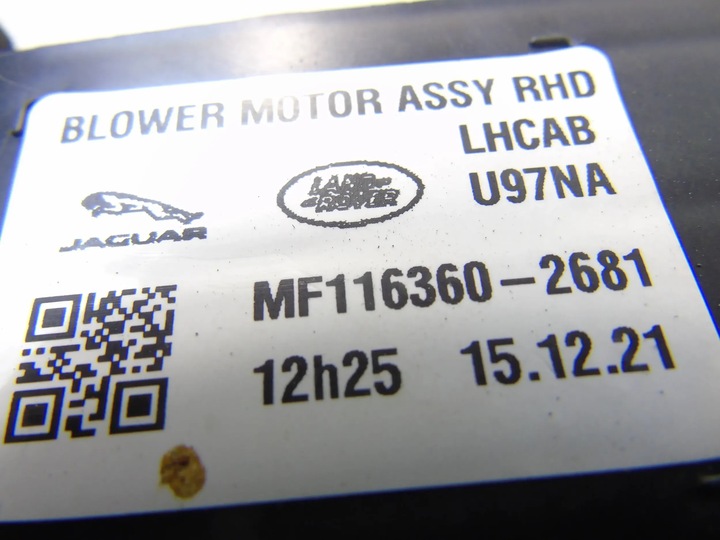 BLOWER MOTOR ASSY RHD
LHCAB
LAND
ROVER
U97NA
JAGUAR
MF116360-2681
12h25 15.12.21